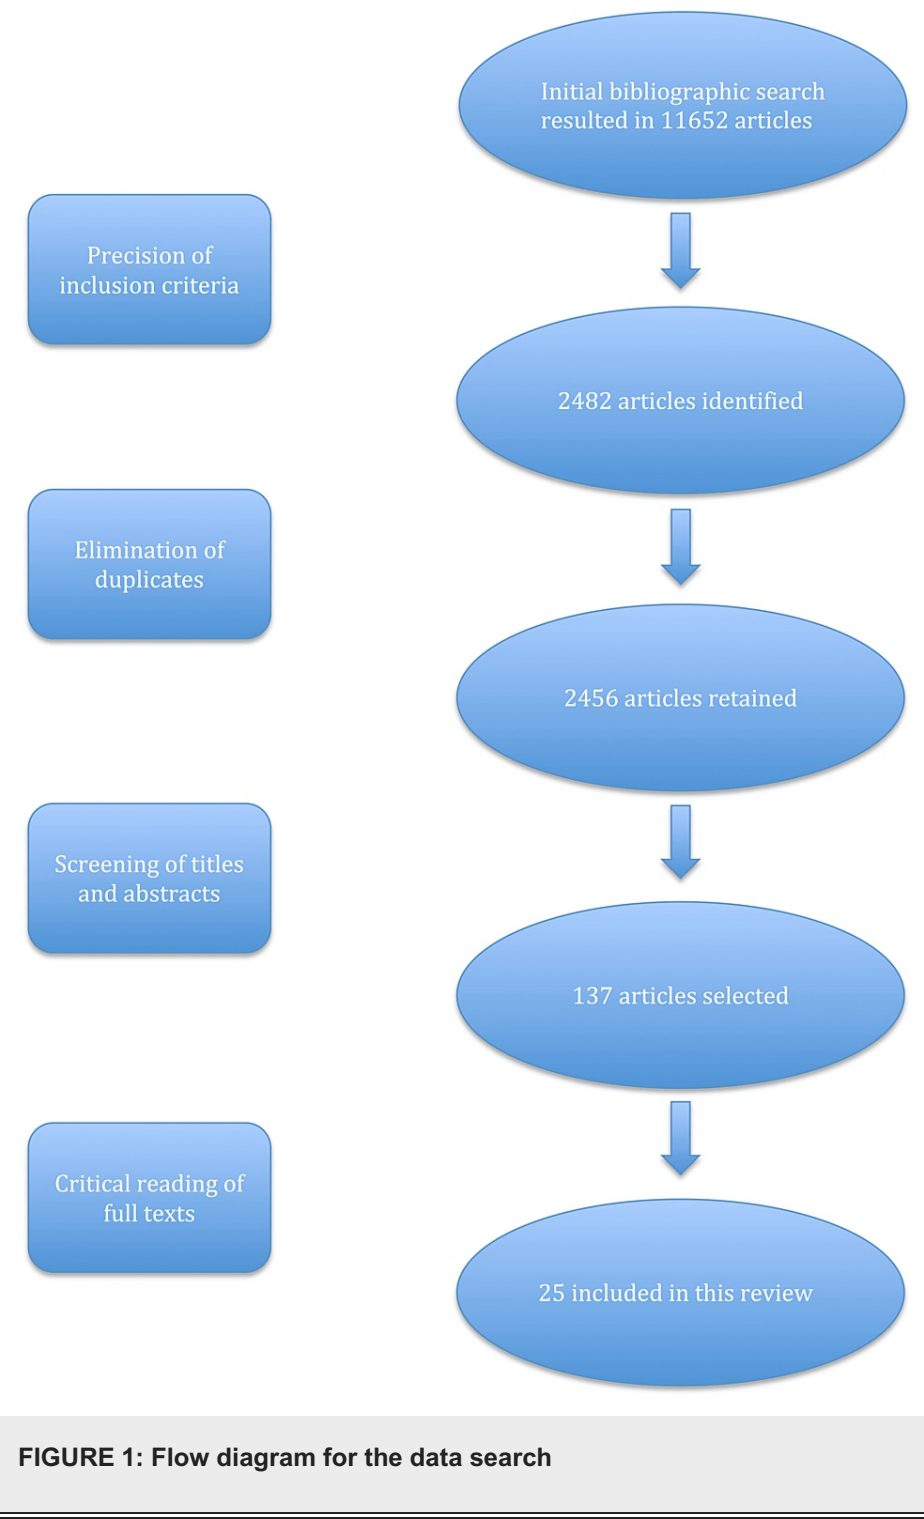 Initial bibliographic search
resulted in 11652 articles
Precision of
inclusion criteria
2482 articles identified
Elimination of
duplicates
2456 articles retained
Screening of titles
and abstracts
137 articles selected
Critical reading of
full texts
25 included in this review
FIGURE 1: Flow diagram for the data search